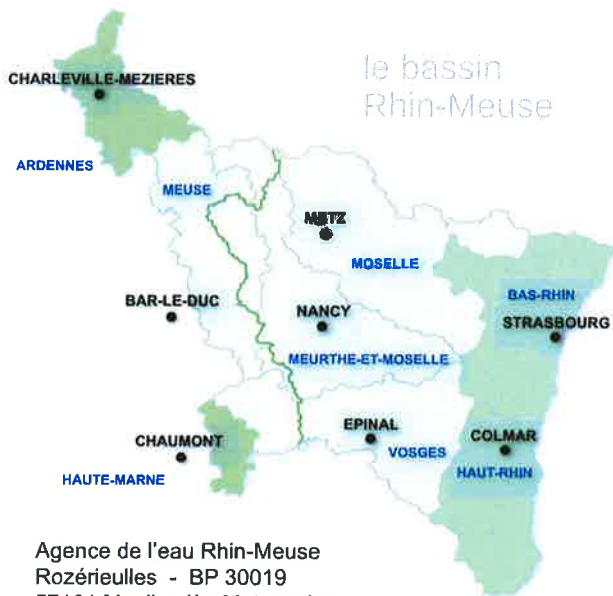 le bassin
Rhin-Meuse
CHARLEVILLE-MEZIERES
ARDENNES
MEUSE
METZ
MOSELLE
BAR-LE-DUC
NANCY
BAS-RHIN
STRASBOURG
MEURTHE-ET-MOSELLE
EPINAL
CHAUMONT
VOSGES
COLMAR
HAUTE-MARNE
HAUT-RHIN
Agence de l'eau Rhin-Meuse
Rozérieulles - BP 30019